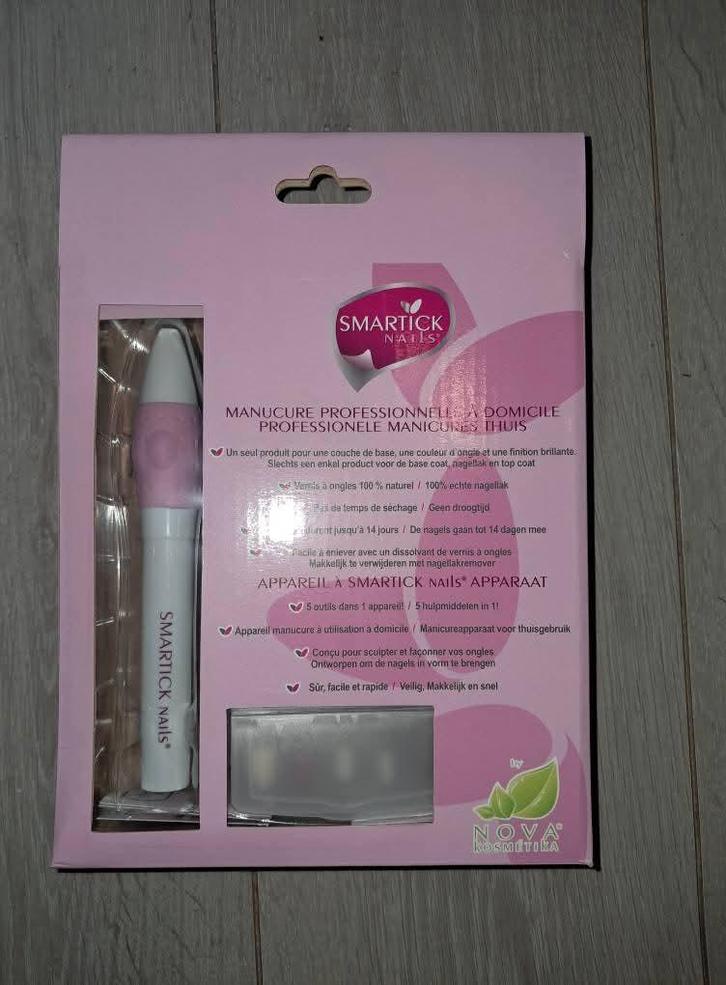 SMARTICK
NAILS®
MANUCURE PROFESSIONNELLE À DOMICILE
PROFESSIONELE MANICURES THUIS
Un seul produit pour une couche de base, une couleur d'ongle et une finition brillante.
Slechts een enkel product voor de base coat, nagellak en top coat
Vernis à ongles 100 % naturel / 100% echte nagellak
Pas de temps de séchage / Geen droogtijd
durent jusqu'à 14 jours / De nagels gaan tot 14 dagen mee
Facile à enlever avec un dissolvant de vernis à ongles
Makkelijk te verwijderen met nagellakremover
APPAREIL À SMARTICK NAILS® APPARAAT
5 outils dans 1 appareil! / 5 hulpmiddelen in 1!
Appareil manucure à utilisation à domicile / Manicureapparaat voor thuisgebruik
Conçu pour sculpter et façonner vos ongles
Ontworpen om de nagels in vorm te brengen
Sûr, facile et rapide / Veilig, Makkelijk en snel
SMARTICK NAILS®
by
NOVA®
KOSMÉTIKA